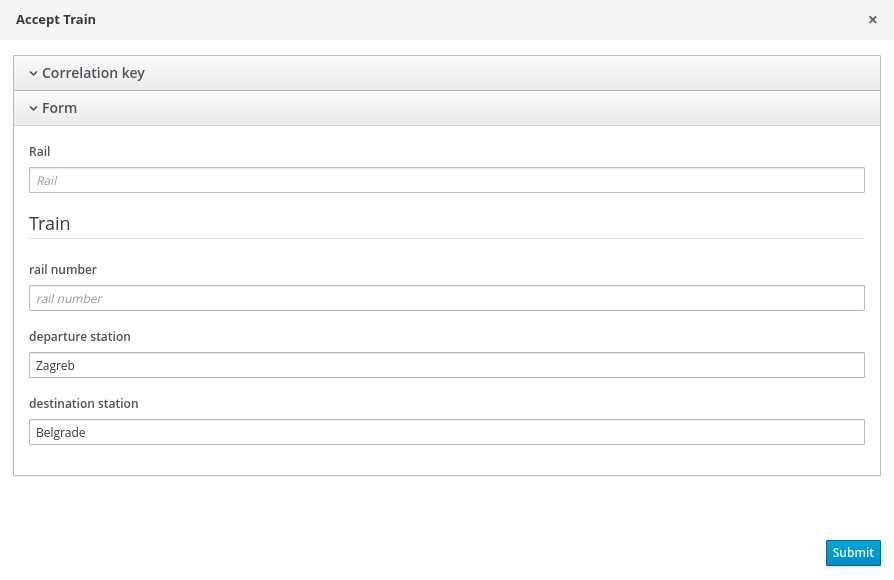 Accept Train ×
Correlation key
Form
Rail
Rail
Train
rail number
rail number
departure station
Zagreb
destination station
Belgrade
Submit